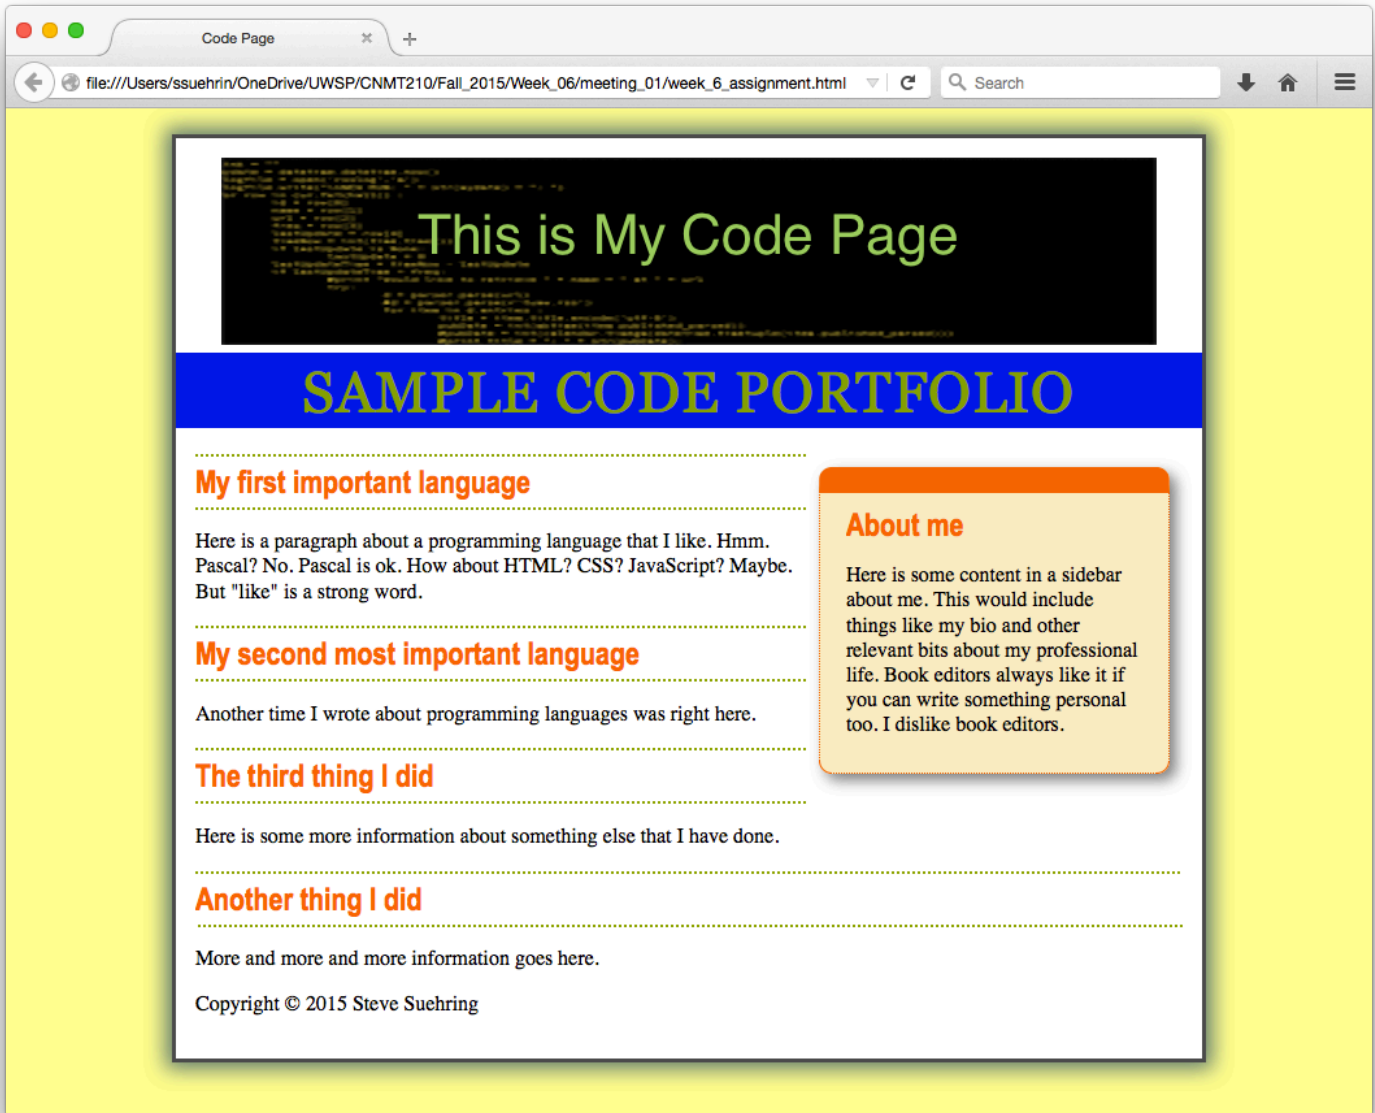 Code Page
file:///Users/ssuehrin/OneDrive/UWSP/CNMT210/Fall_2015/Week_06/meeting_01/week_6_assignment.html
Search
This is My Code Page
SAMPLE CODE PORTFOLIO
My first important language
Here is a paragraph about a programming language that I like. Hmm.
Pascal? No. Pascal is ok. How about HTML? CSS? JavaScript? Maybe.
But "like" is a strong word.
My second most important language
Another time I wrote about programming languages was right here.
The third thing I did
Here is some more information about something else that I have done.
About me
Here is some content in a sidebar
about me. This would include
things like my bio and other
relevant bits about my professional
life. Book editors always like it if
you can write something personal
too. I dislike book editors.
Another thing I did
More and more and more information goes here.
Copyright © 2015 Steve Suehring